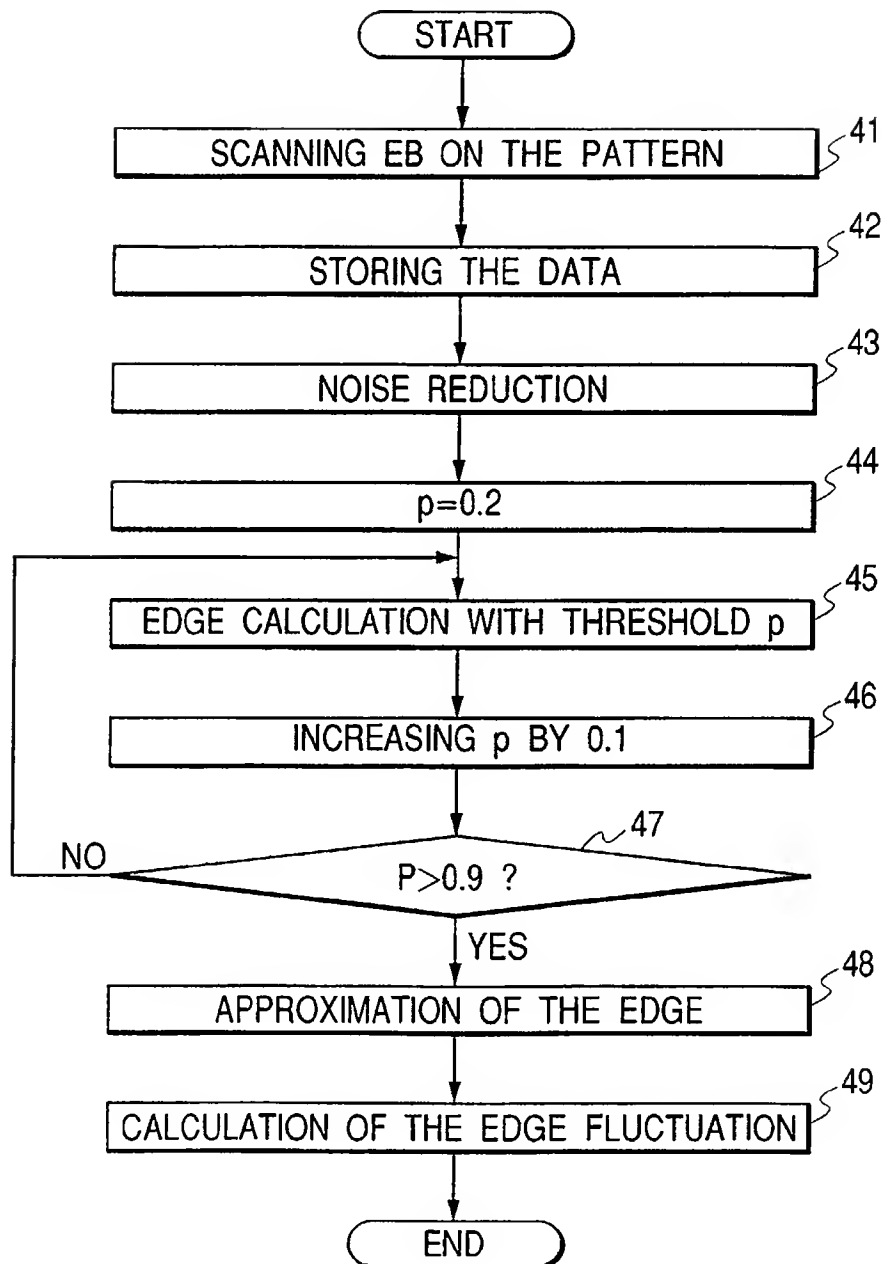 START
SCANNING EB ON THE PATTERN
41
STORING THE DATA
42
NOISE REDUCTION
43
p=0.2
44
EDGE CALCULATION WITH THRESHOLD p
45
INCREASING p BY 0.1
46
P>0.9 ?
47
NO
YES
APPROXIMATION OF THE EDGE
48
CALCULATION OF THE EDGE FLUCTUATION
49
END